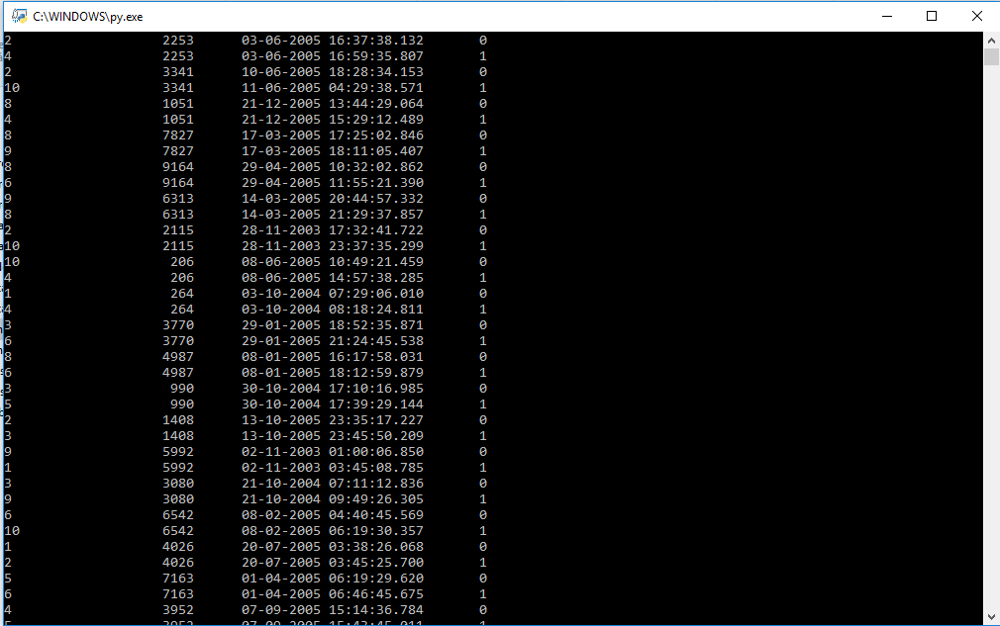 C:\WINDOWS\py.exe
2 2253 03-06-2005 16:37:38.132 0
4 2253 03-06-2005 16:59:35.807 1
2 3341 10-06-2005 18:28:34.153 0
10 3341 11-06-2005 04:29:38.571 1
8 1051 21-12-2005 13:44:29.064 0
4 1051 21-12-2005 15:29:12.489 1
8 7827 17-03-2005 17:25:02.846 0
9 7827 17-03-2005 18:11:05.407 1
8 9164 29-04-2005 10:32:02.862 0
6 9164 29-04-2005 11:55:21.390 1
9 6313 14-03-2005 20:44:57.332 0
8 6313 14-03-2005 21:29:37.857 1
2 2115 28-11-2003 17:32:41.722 0
10 2115 28-11-2003 23:37:35.299 1
10 206 08-06-2005 10:49:21.459 0
4 206 08-06-2005 14:57:38.285 1
1 264 03-10-2004 07:29:06.010 0
4 264 03-10-2004 08:18:24.811 1
3 3770 29-01-2005 18:52:35.871 0
6 3770 29-01-2005 21:24:45.538 1
8 4987 08-01-2005 16:17:58.031 0
6 4987 08-01-2005 18:12:59.879 1
3 990 30-10-2004 17:10:16.985 0
5 990 30-10-2004 17:39:29.144 1
2 1408 13-10-2005 23:35:17.227 0
3 1408 13-10-2005 23:45:50.209 1
9 5992 02-11-2003 01:00:06.850 0
1 5992 02-11-2003 03:45:08.785 1
3 3080 21-10-2004 07:11:12.836 0
9 3080 21-10-2004 09:49:26.305 1
6 6542 08-02-2005 04:40:45.569 0
10 6542 08-02-2005 06:19:30.357 1
1 4026 20-07-2005 03:38:26.068 0
2 4026 20-07-2005 03:45:25.700 1
5 7163 01-04-2005 06:19:29.620 0
6 7163 01-04-2005 06:46:45.675 1
4 3952 07-09-2005 15:14:36.784 0
3952 07-09-2005 1